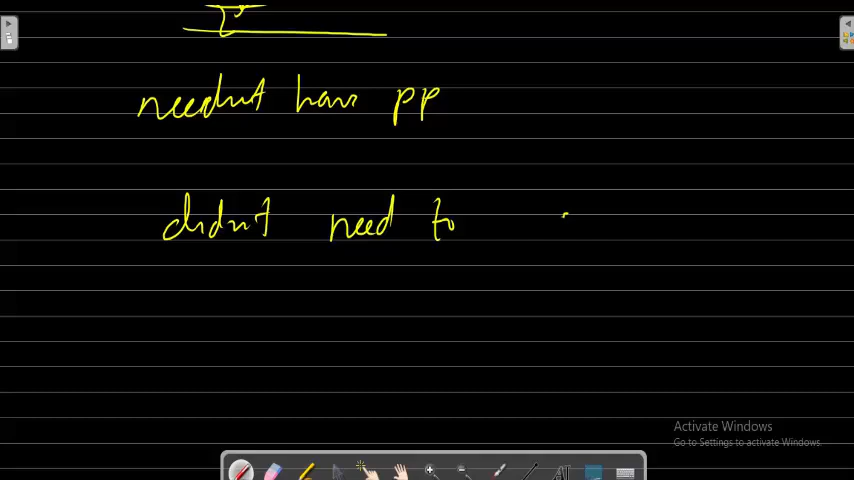 needn't have pp
didn't need to
Activate Windows
Go to Settings to activate Windows.